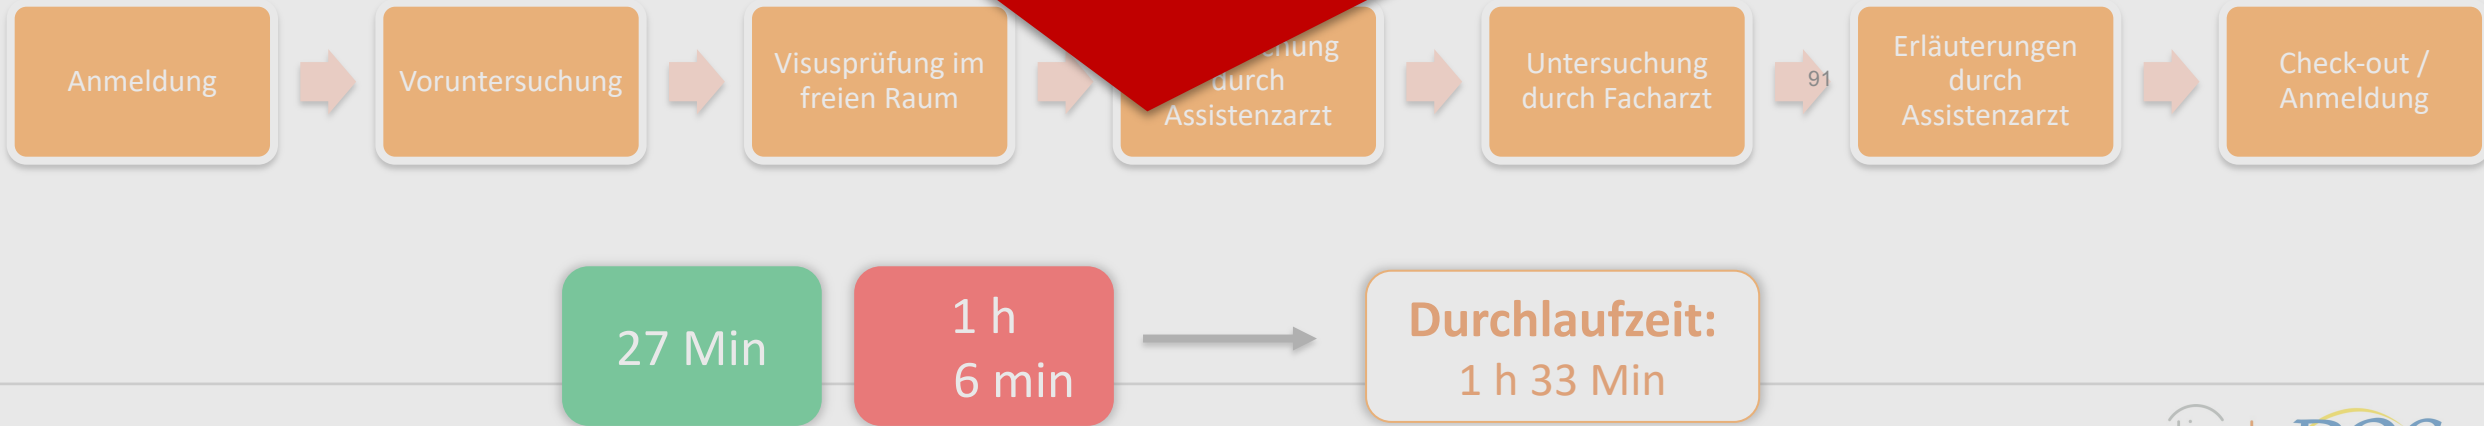 Anmeldung
Voruntersuchung
Visusprüfung im
freien Raum
durch
Assistenzarzt
Untersuchung
durch Facharzt
91
Erläuterungen
durch
Assistenzarzt
Check-out /
Anmeldung
27 Min
1 h
6 min
Durchlaufzeit:
1 h 33 Min